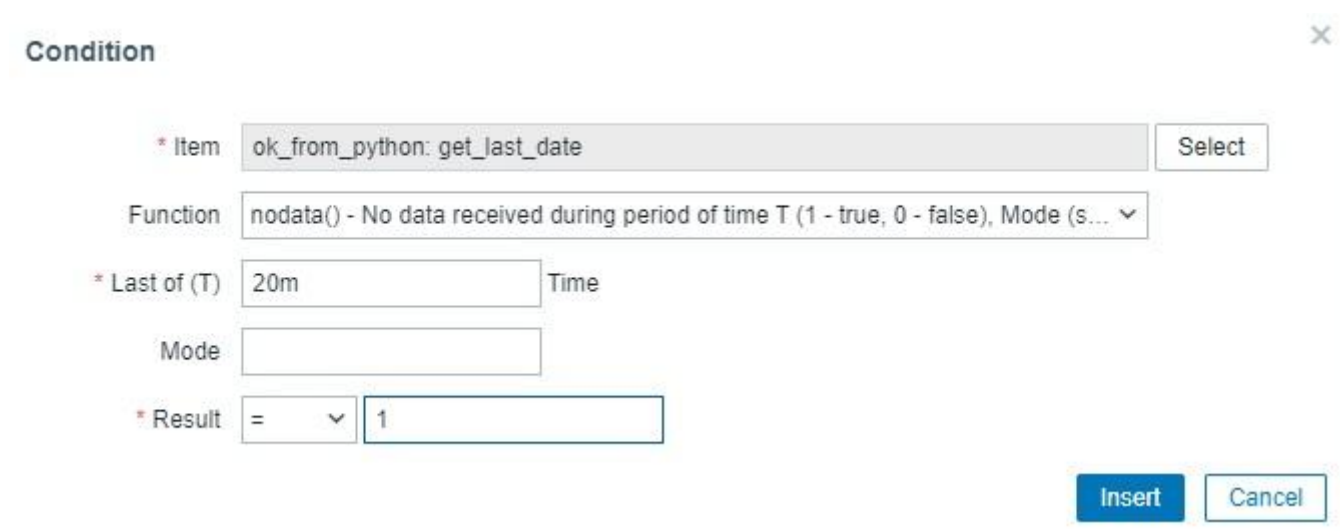 Condition
* Item ok_from_python: get_last_date Select
Function nodata() - No data received during period of time T (1 - true, 0 - false), Mode (s...
* Last of (T) 20m Time
Mode
* Result = 1
Insert Cancel